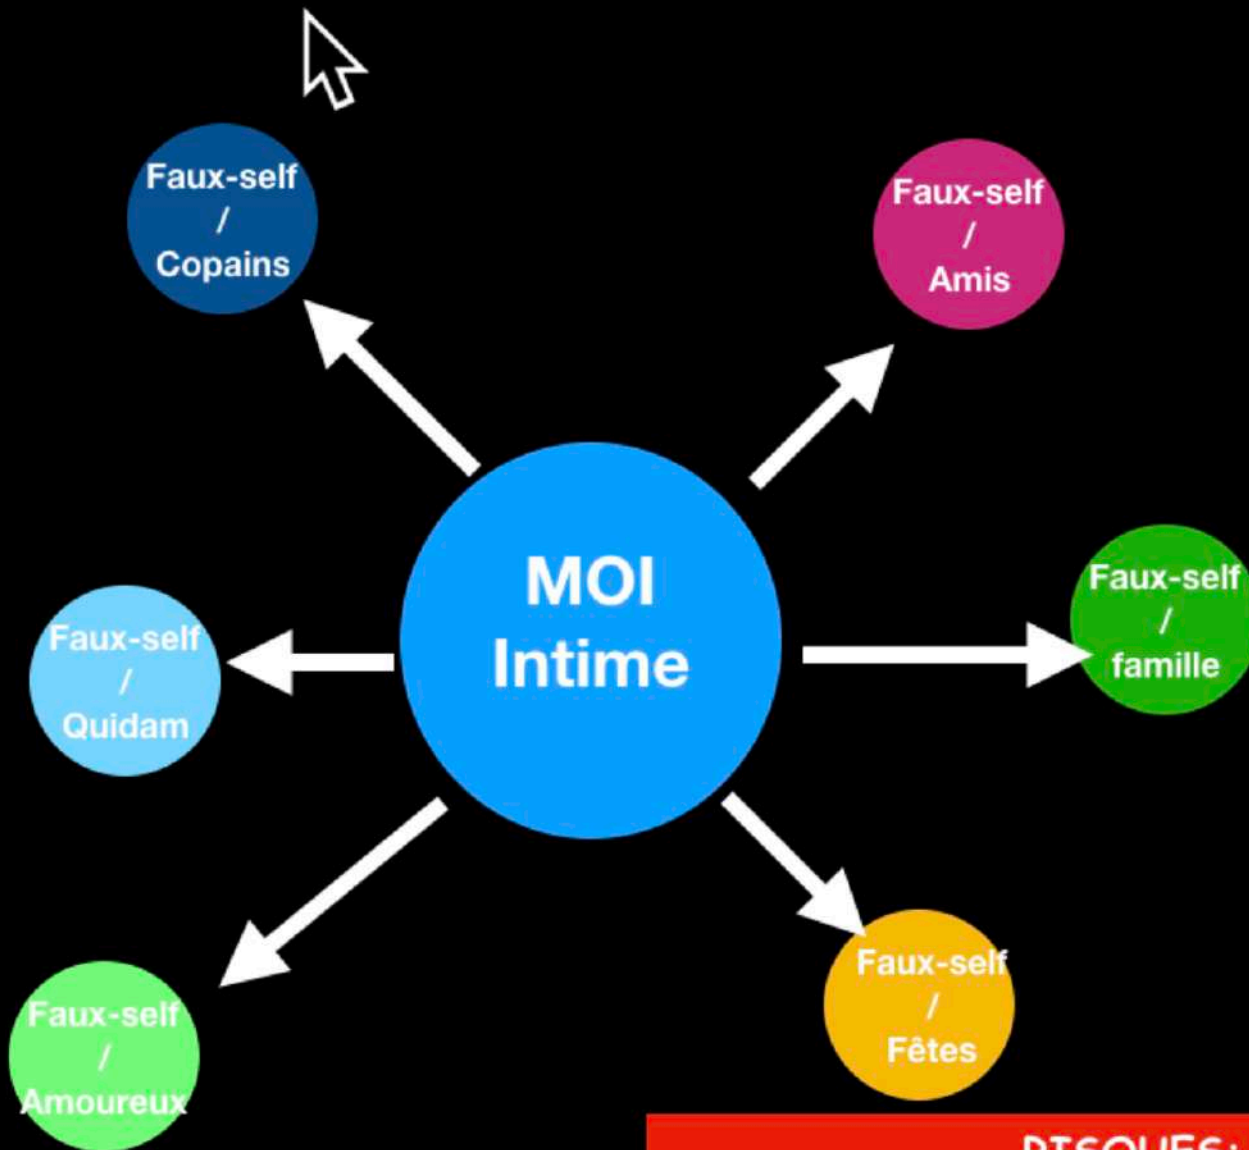 Faux-self
/
Copains
Faux-self
/
Amis
MOI
Intime
Faux-self
/
famille
Faux-self
/
Quidam
Faux-self
/
Fêtes
Faux-self
/
Amoureux
RISQUES: